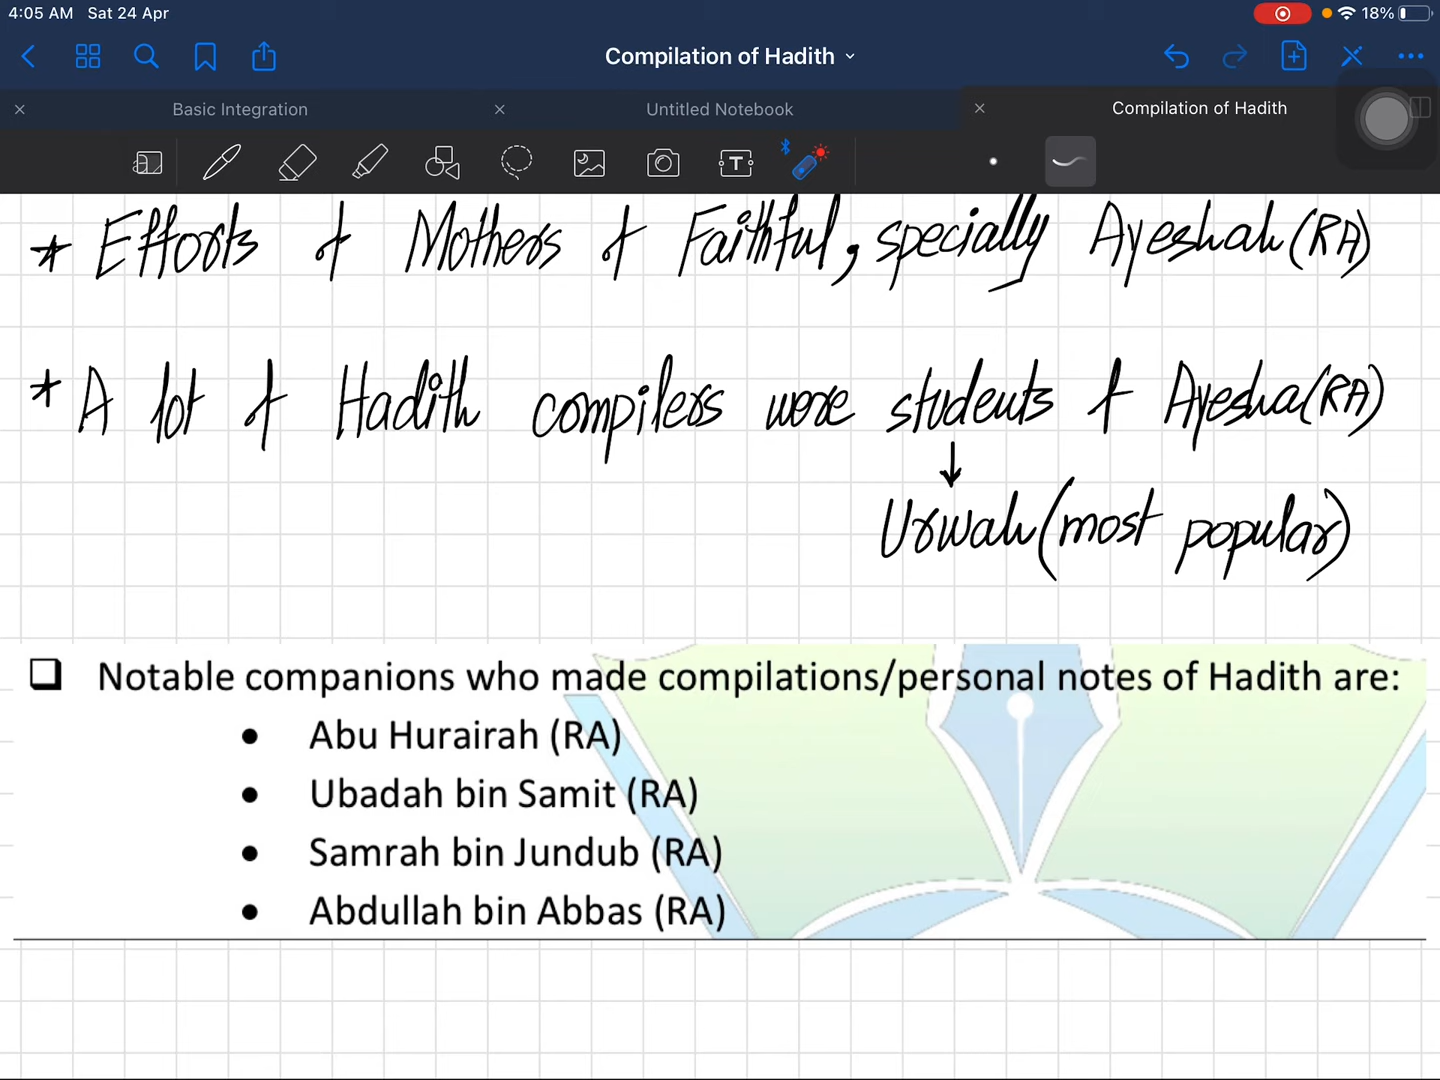 4:05 AM Sat 24 Apr 18%
Compilation of Hadith
Basic Integration Untitled Notebook Compilation of Hadith
* Efforts of Mothers of Faithful, specially Ayeshah (RA)
* A lot of Hadith compilers were students of Ayesha (RA)
↓
Urwah (most popular)
❑ Notable companions who made compilations/personal notes of Hadith are:
• Abu Hurairah (RA)
• Ubadah bin Samit (RA)
• Samrah bin Jundub (RA)
• Abdullah bin Abbas (RA)